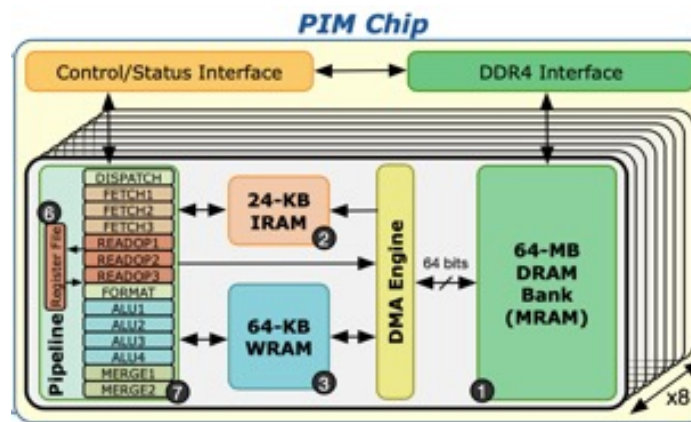 PIM Chip
Control/Status Interface
DDR4 Interface
DISPATCH
FETCH1
FETCH2
FETCH3
READOP1
READOP2
READOP3
FORMAT
ALU1
ALU2
ALU3
ALU4
MERGE1
MERGE2
6
Register File
Pipeline
7
24-KB
IRAM
2
64-KB
WRAM
3
DMA Engine
64 bits
64-MB
DRAM
Bank
(MRAM)
1
x8